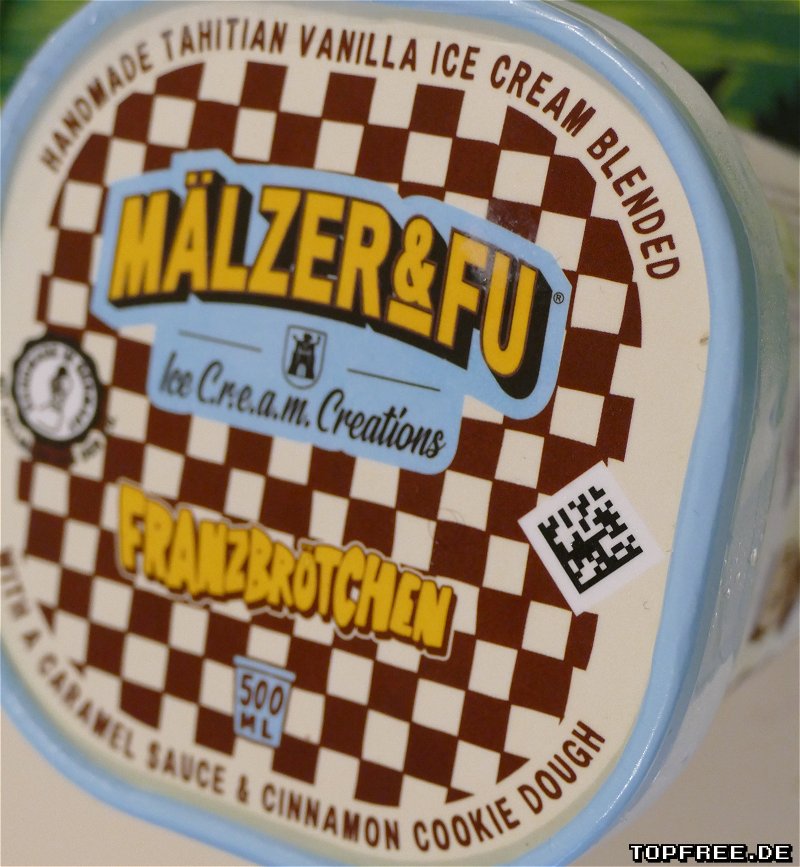 HANDMADE TAHITIAN VANILLA ICE CREAM BLENDED
MÄLZER & FU®
Ice C.r.e.a.m. Creations
FRANZBRÖTCHEN
500
ML
WITH A CARAMEL SAUCE & CINNAMON COOKIE DOUGH
TOPFREE.DE